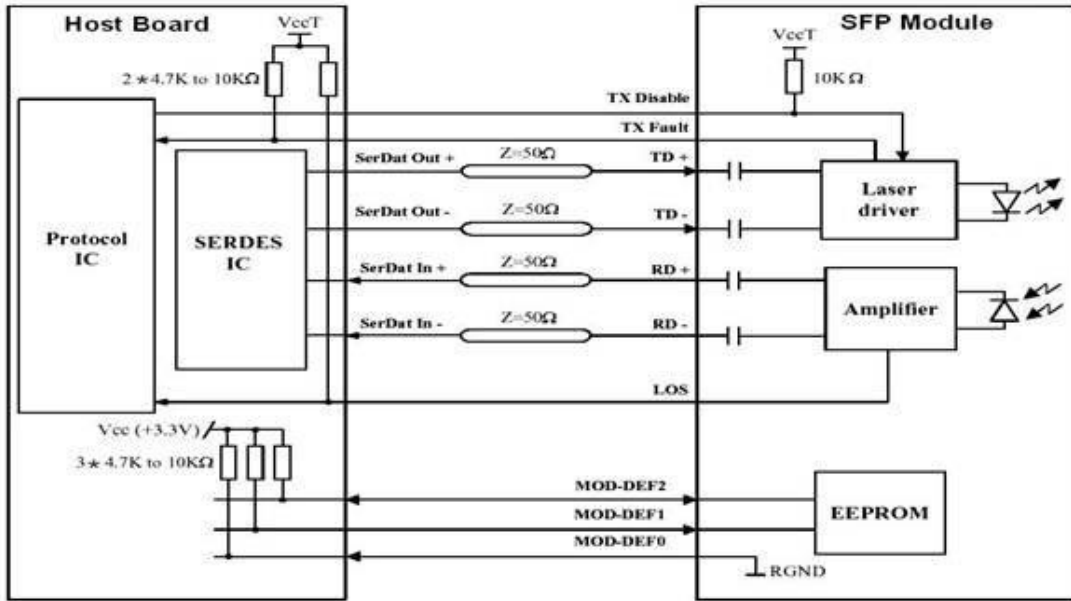 Host Board
SFP Module
VccT
VccT
2*4.7K to 10KΩ
10K Ω
TX Disable
TX Fault
SerDat Out +
Z=50Ω
TD +
SerDat Out -
Z=50Ω
TD -
Laser
driver
Protocol
IC
SERDES
IC
SerDat In +
Z=50Ω
RD +
SerDat In -
Z=50Ω
RD -
Amplifier
LOS
Vcc (+3.3V)
3* 4.7K to 10KΩ
MOD-DEF2
MOD-DEF1
MOD-DEF0
EEPROM
RGND